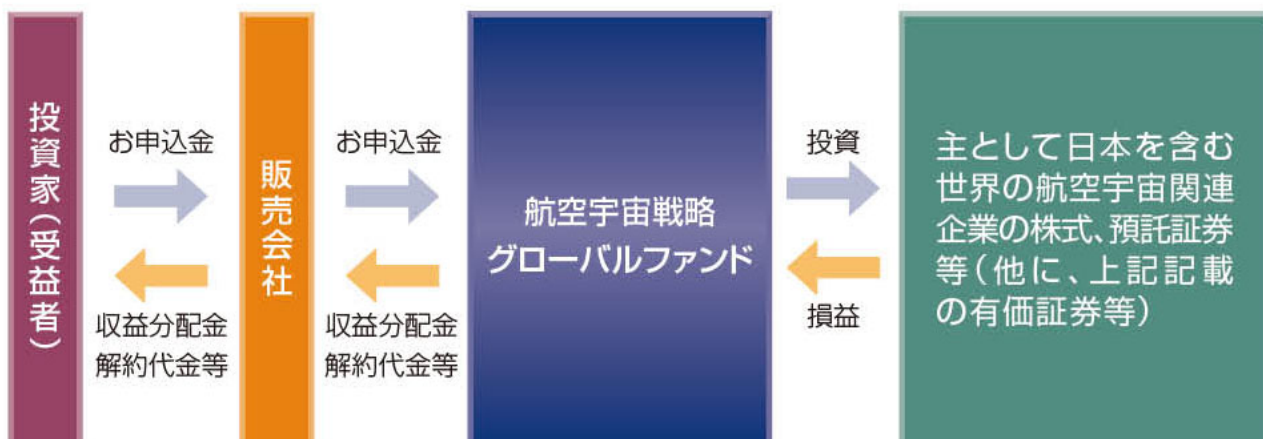 投資家(受益者)
お申込金
収益分配金
解約代金等
販売会社
お申込金
収益分配金
解約代金等
航空宇宙戦略
グローバルファンド
投資
損益
主として日本を含む
世界の航空宇宙関連
企業の株式、預託証券
等(他に、上記記載
の有価証券等)